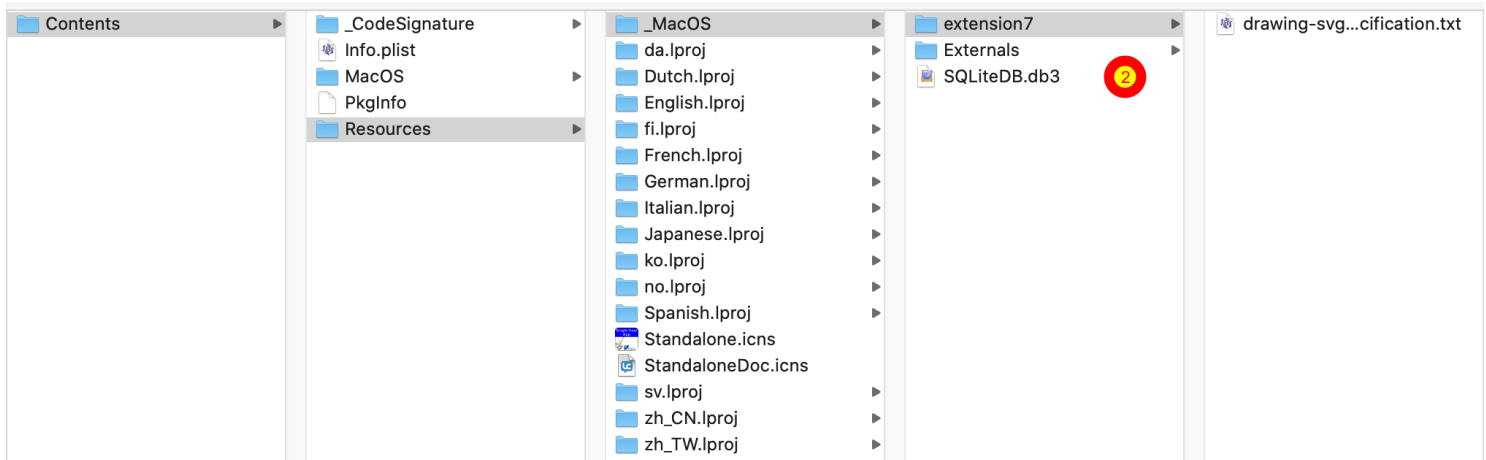 Contents
_CodeSignature
Info.plist
MacOS
PkgInfo
Resources
_MacOS
da.lproj
Dutch.lproj
English.lproj
fi.lproj
French.lproj
German.lproj
Italian.lproj
Japanese.lproj
ko.lproj
no.lproj
Spanish.lproj
Standalone.icns
StandaloneDoc.icns
sv.lproj
zh_CN.lproj
zh_TW.lproj
extension7
Externals
SQLiteDB.db3
2
drawing-svg...cification.txt